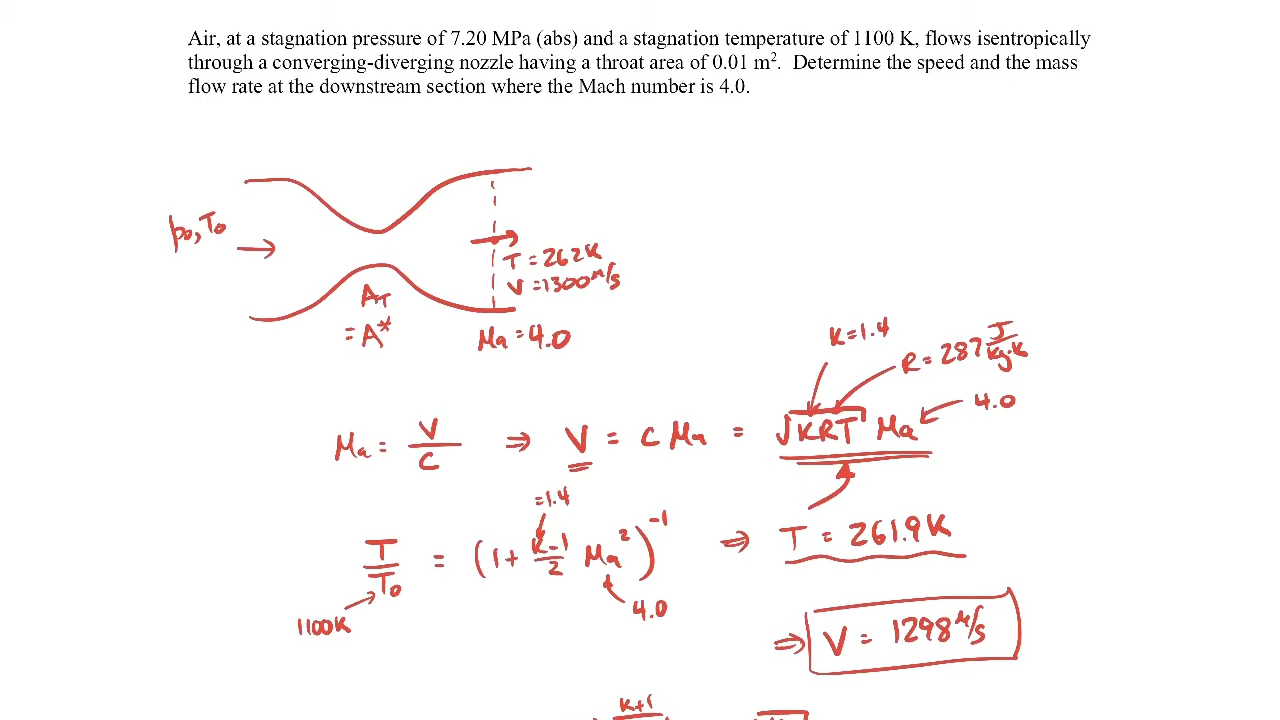 Air, at a stagnation pressure of 7.20 MPa (abs) and a stagnation temperature of 1100 K, flows isentropically
through a converging-diverging nozzle having a throat area of 0.01 m². Determine the speed and the mass
flow rate at the downstream section where the Mach number is 4.0.
p₀, T₀
T = 262K
V = 1300 m/s
A_T
= A*
Ma = 4.0
k = 1.4
R = 287 J/kg·K
Ma = V/c ⇒ V = c Ma = √kRT Ma
4.0
= 1.4
T/T₀ = (1 + k-1/2 Ma²)⁻¹ ⇒ T = 261.9K
1100K
4.0
⇒ V = 1298 m/s
k+1